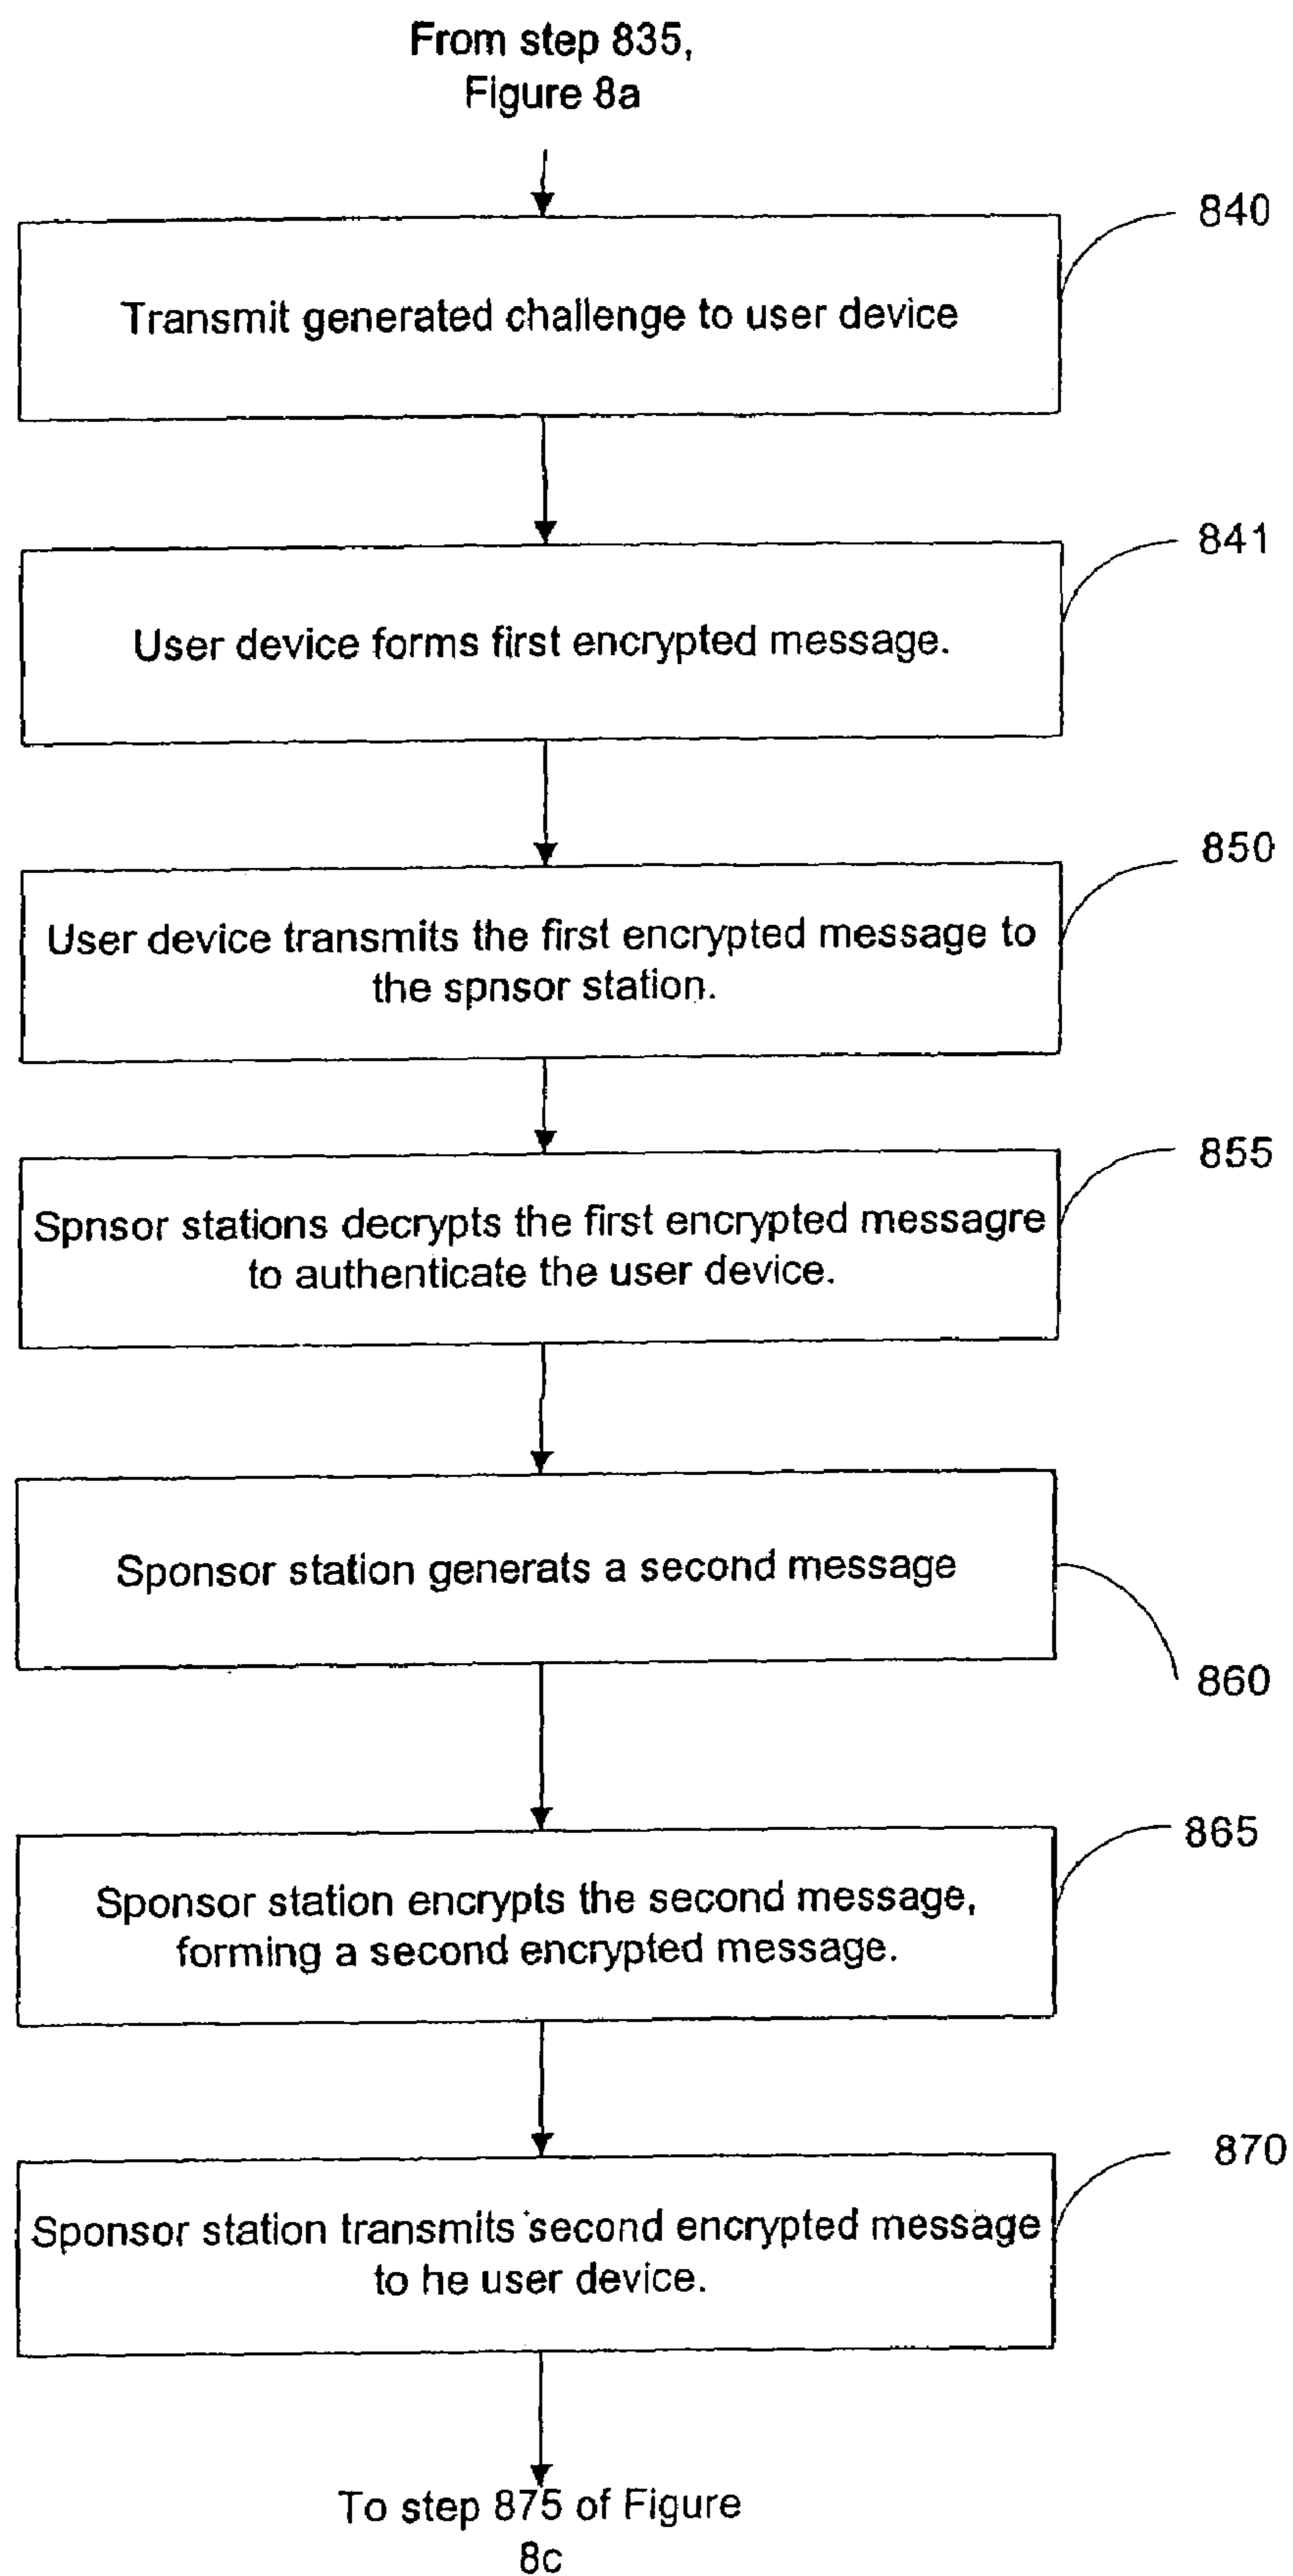 From step 835,
Figure 8a
840
Transmit generated challenge to user device
841
User device forms first encrypted message.
850
User device transmits the first encrypted message to
the spnsor station.
855
Spnsor stations decrypts the first encrypted messagre
to authenticate the user device.
Sponsor station generats a second message
860
865
Sponsor station encrypts the second message,
forming a second encrypted message.
870
Sponsor station transmits second encrypted message
to he user device.
To step 875 of Figure
8c